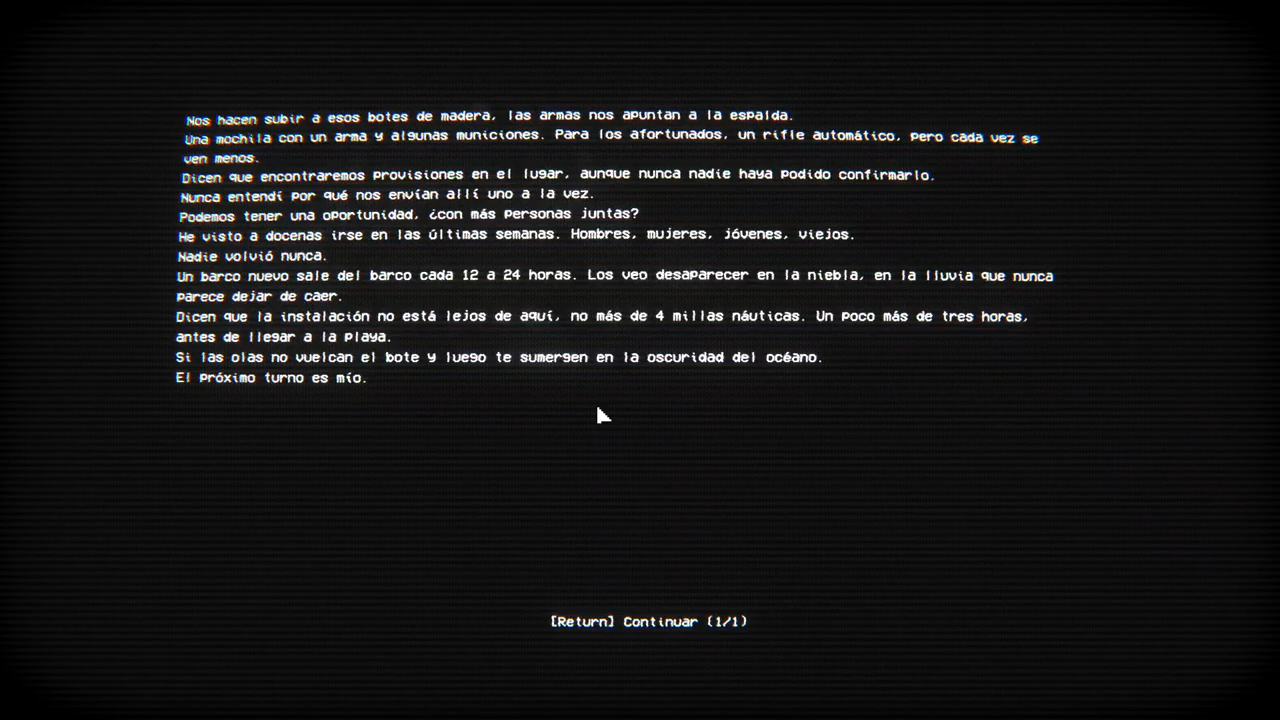 Nos hacen subir a esos botes de madera, las armas nos apuntan a la espalda.
Una mochila con un arma y algunas municiones. Para los afortunados, un rifle automático, pero cada vez se
ven menos.
Dicen que encontraremos provisiones en el lugar, aunque nunca nadie haya podido confirmarlo.
Nunca entendí por qué nos envían allí uno a la vez.
Podemos tener una oportunidad, ¿con más personas juntas?
He visto a docenas irse en las últimas semanas. Hombres, mujeres, jóvenes, viejos.
Nadie volvió nunca.
Un barco nuevo sale del barco cada 12 a 24 horas. Los veo desaparecer en la niebla, en la lluvia que nunca
parece dejar de caer.
Dicen que la instalación no está lejos de aquí, no más de 4 millas náuticas. Un poco más de tres horas,
antes de llegar a la playa.
Si las olas no vuelcan el bote y luego te sumergen en la oscuridad del océano.
El próximo turno es mío.
[Return] Continuar (1/1)